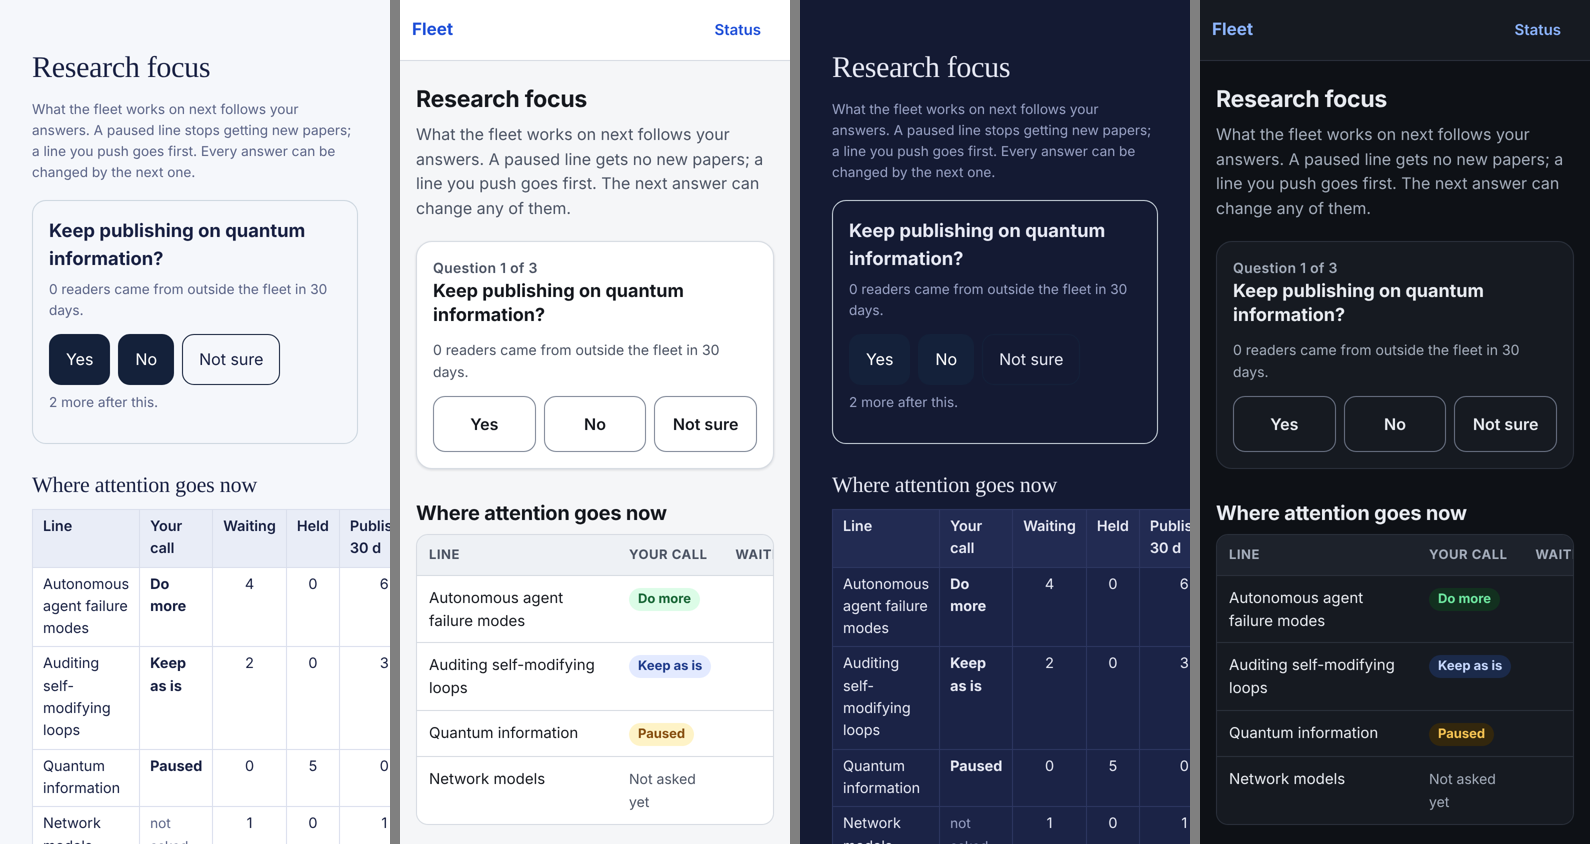 Research focus
What the fleet works on next follows your
answers. A paused line stops getting new papers;
a line you push goes first. Every answer can be
changed by the next one.
Keep publishing on quantum
information?
0 readers came from outside the fleet in 30
days.
Yes No Not sure
2 more after this.
Where attention goes now
Line Your call Waiting Held Publis 30 d
Autonomous agent failure modes Do more 4 0 6
Auditing self-modifying loops Keep as is 2 0 3
Quantum information Paused 0 5 0
Network not 1 0 1
Fleet Status
Research focus
What the fleet works on next follows your
answers. A paused line gets no new papers; a
line you push goes first. The next answer can
change any of them.
Question 1 of 3
Keep publishing on quantum
information?
0 readers came from outside the fleet in 30
days.
Yes No Not sure
Where attention goes now
LINE YOUR CALL WAIT
Autonomous agent
failure modes Do more
Auditing self-modifying
loops Keep as is
Quantum information Paused
Network models Not asked
yet
Research focus
What the fleet works on next follows your
answers. A paused line stops getting new papers;
a line you push goes first. Every answer can be
changed by the next one.
Keep publishing on quantum
information?
0 readers came from outside the fleet in 30
days.
Yes No Not sure
2 more after this.
Where attention goes now
Line Your call Waiting Held Publis 30 d
Autonomous agent failure modes Do more 4 0 6
Auditing self-modifying loops Keep as is 2 0 3
Quantum information Paused 0 5 0
Network not 1 0 1
Fleet Status
Research focus
What the fleet works on next follows your
answers. A paused line gets no new papers; a
line you push goes first. The next answer can
change any of them.
Question 1 of 3
Keep publishing on quantum
information?
0 readers came from outside the fleet in 30
days.
Yes No Not sure
Where attention goes now
LINE YOUR CALL WAIT
Autonomous agent
failure modes Do more
Auditing self-modifying
loops Keep as is
Quantum information Paused
Network models Not asked
yet